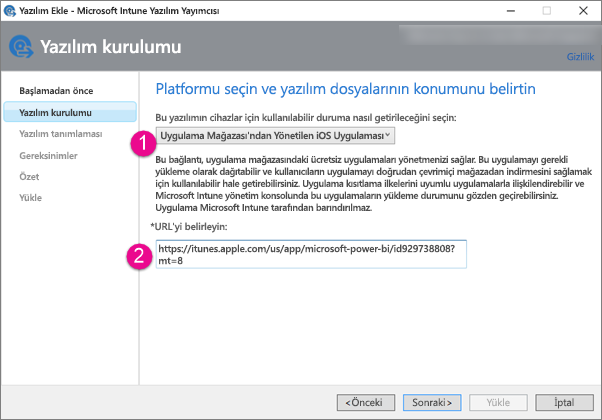 Yazılım Ekle - Microsoft Intune Yazılım Yayımcısı
Yazılım kurulumu
Gizlilik
Başlamadan önce
Yazılım kurulumu
Yazılım tanımlaması
Gereksinimler
Özet
Yükle
Platformu seçin ve yazılım dosyalarının konumunu belirtin
Bu yazılımın cihazlar için kullanılabilir duruma nasıl getirileceğini seçin:
1
Uygulama Mağazası'ndan Yönetilen iOS Uygulaması
Bu bağlantı, uygulama mağazasındaki ücretsiz uygulamaları yönetmenizi sağlar. Bu uygulamayı gerekli
yükleme olarak dağıtabilir ve kullanıcıların uygulamayı doğrudan çevrimiçi mağazadan indirmesini sağlamak
için kullanılabilir hale getirebilirsiniz. Uygulama kısıtlama ilkelerini uyumlu uygulamalarla ilişkilendirebilir ve
Microsoft Intune yönetim konsolunda bu uygulamaların yükleme durumunu gözden geçirebilirsiniz.
Uygulama Microsoft Intune tarafından barındırılmaz.
*URL'yi belirleyin:
2
https://itunes.apple.com/us/app/microsoft-power-bi/id929738808?
mt=8
<Önceki
Sonraki>
Yükle
İptal